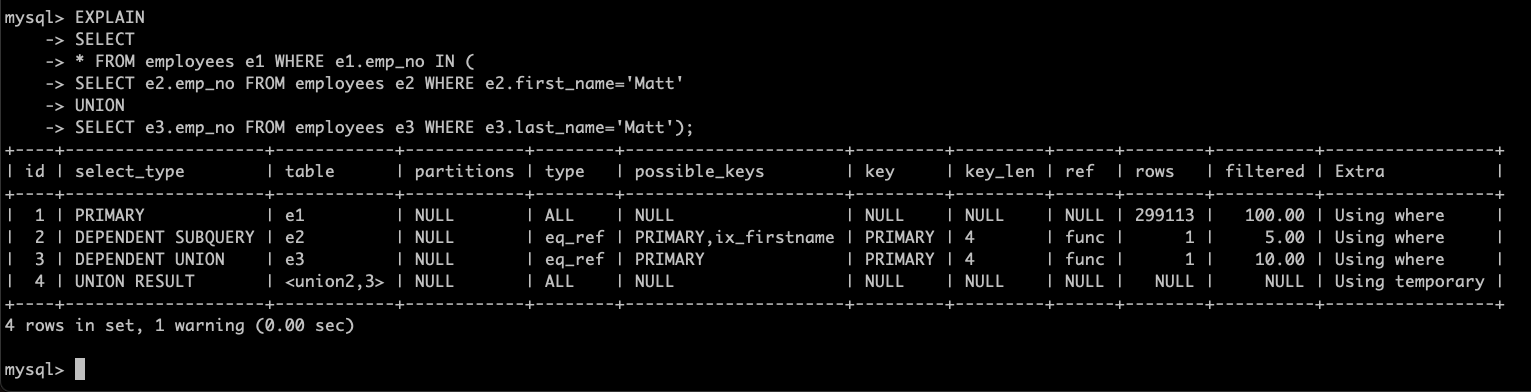 mysql> EXPLAIN
    -> SELECT
    -> * FROM employees e1 WHERE e1.emp_no IN (
    -> SELECT e2.emp_no FROM employees e2 WHERE e2.first_name='Matt'
    -> UNION
    -> SELECT e3.emp_no FROM employees e3 WHERE e3.last_name='Matt');
+----+--------------------+------------+------------+--------+----------------------+---------+---------+------+--------+----------+-----------------+
| id | select_type        | table      | partitions | type   | possible_keys        | key     | key_len | ref  | rows   | filtered | Extra           |
+----+--------------------+------------+------------+--------+----------------------+---------+---------+------+--------+----------+-----------------+
|  1 | PRIMARY            | e1         | NULL       | ALL    | NULL                 | NULL    | NULL    | NULL | 299113 |   100.00 | Using where     |
|  2 | DEPENDENT SUBQUERY | e2         | NULL       | eq_ref | PRIMARY,ix_firstname | PRIMARY | 4       | func |      1 |     5.00 | Using where     |
|  3 | DEPENDENT UNION    | e3         | NULL       | eq_ref | PRIMARY              | PRIMARY | 4       | func |      1 |    10.00 | Using where     |
|  4 | UNION RESULT       | <union2,3> | NULL       | ALL    | NULL                 | NULL    | NULL    | NULL |   NULL |     NULL | Using temporary |
+----+--------------------+------------+------------+--------+----------------------+---------+---------+------+--------+----------+-----------------+
4 rows in set, 1 warning (0.00 sec)
mysql>